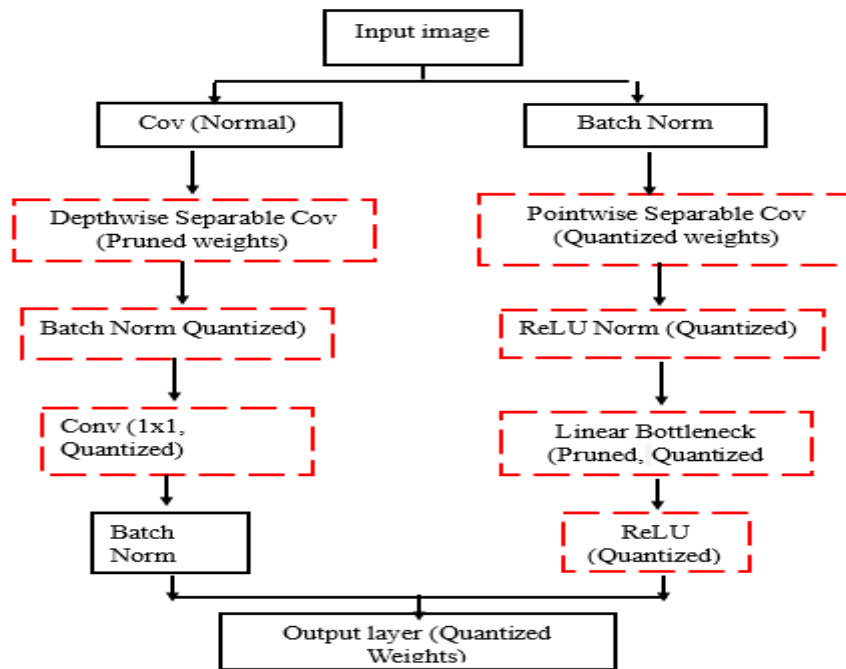 Input image
Cov (Normal)
Batch Norm
Depthwise Separable Cov
(Pruned weights)
Pointwise Separable Cov
(Quantized weights)
Batch Norm Quantized)
ReLU Norm (Quantized)
Conv (1x1,
Quantized)
Linear Bottleneck
(Pruned, Quantized
Batch
Norm
ReLU
(Quantized)
Output layer (Quantized
Weights)